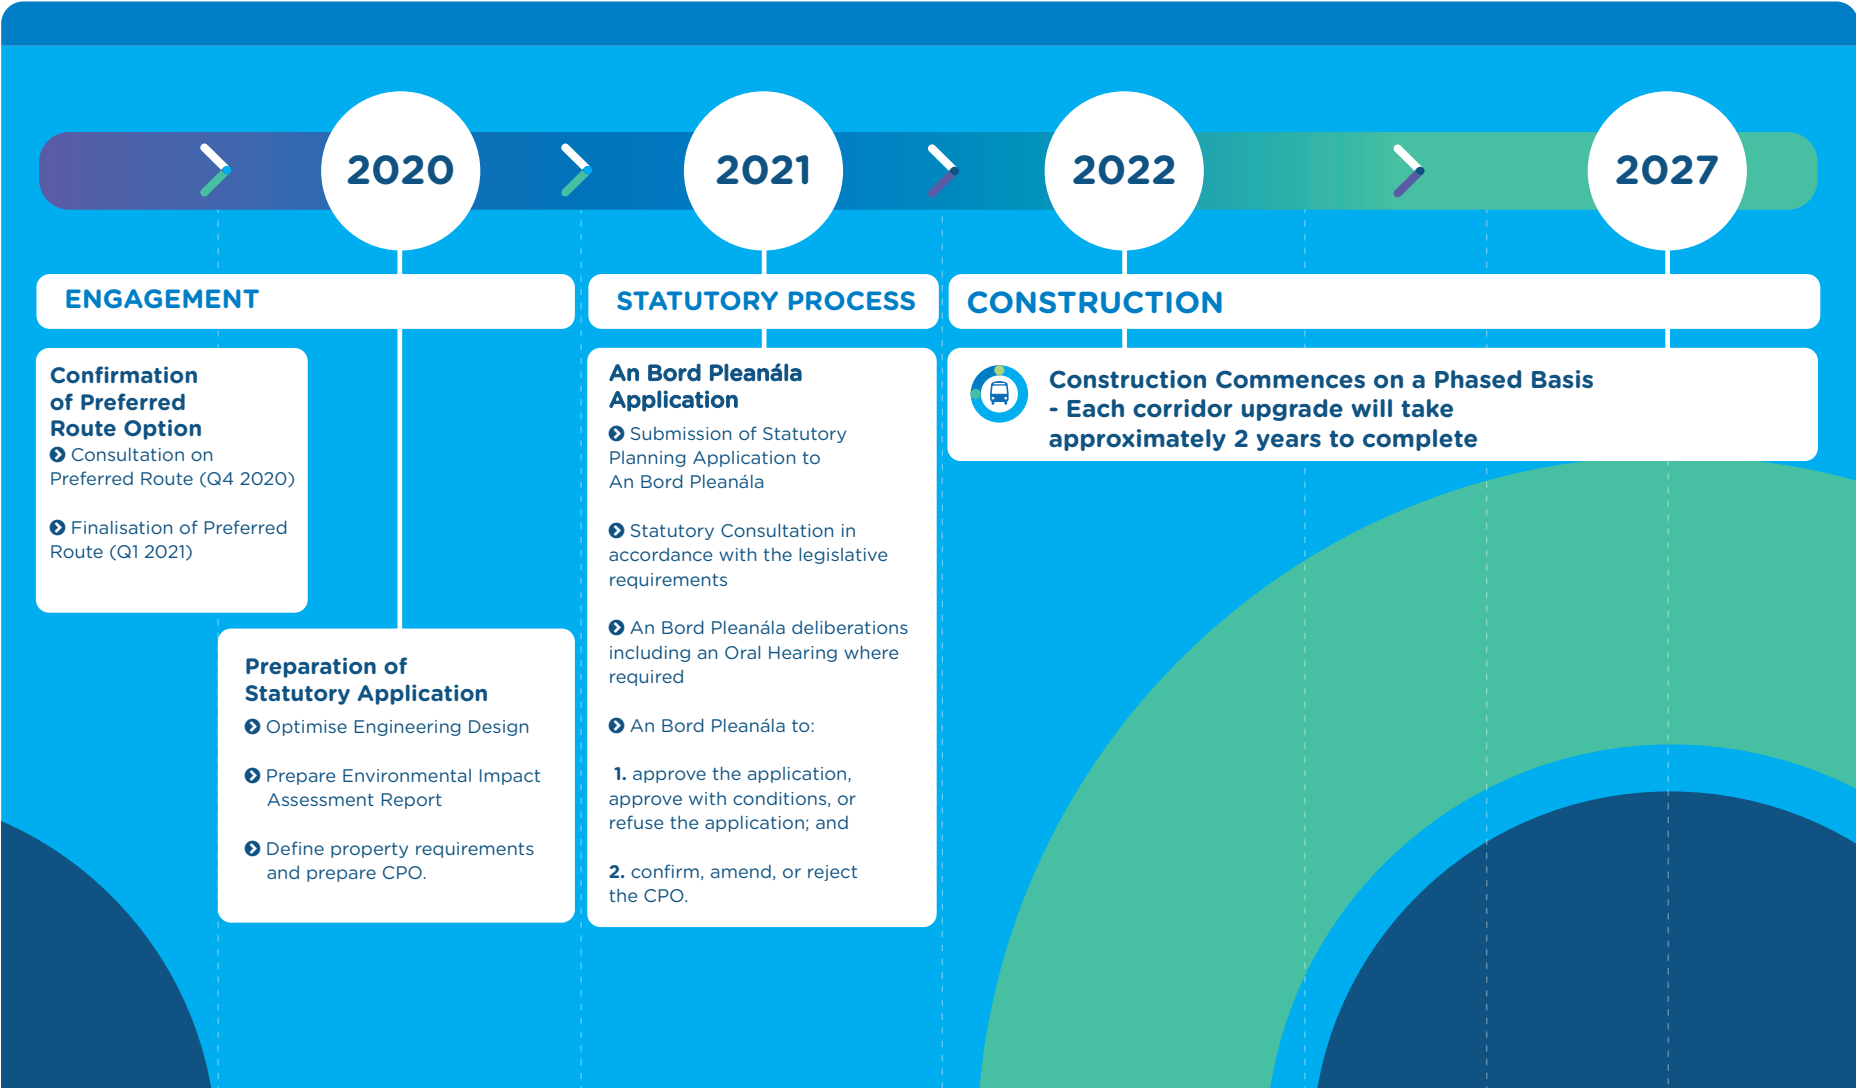 2020
2021
2022
2027
ENGAGEMENT
STATUTORY PROCESS
CONSTRUCTION
Confirmation
of Preferred
Route Option
Consultation on
Preferred Route (Q4 2020)
Finalisation of Preferred
Route (Q1 2021)
Preparation of
Statutory Application
Optimise Engineering Design
Prepare Environmental Impact
Assessment Report
Define property requirements
and prepare CPO.
An Bord Pleanála
Application
Submission of Statutory
Planning Application to
An Bord Pleanála
Statutory Consultation in
accordance with the legislative
requirements
An Bord Pleanála deliberations
including an Oral Hearing where
required
An Bord Pleanála to:
1. approve the application,
approve with conditions, or
refuse the application; and
2. confirm, amend, or reject
the CPO.
Construction Commences on a Phased Basis
- Each corridor upgrade will take
approximately 2 years to complete